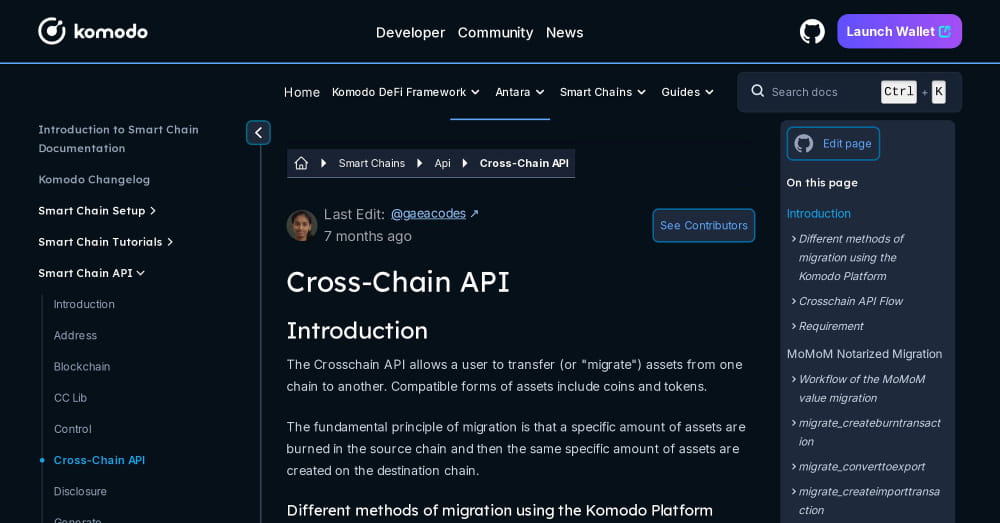 komodo
Developer Community News
Launch Wallet
Home Komodo DeFi Framework Antara Smart Chains Guides
Search docs Ctrl + K
Introduction to Smart Chain
Documentation
Komodo Changelog
Smart Chain Setup
Smart Chain Tutorials
Smart Chain API
Introduction
Address
Blockchain
CC Lib
Control
Cross-Chain API
Disclosure
Generate
Smart Chains Api Cross-Chain API
Last Edit: @gaeacodes ↗
7 months ago
See Contributors
Cross-Chain API
Introduction
The Crosschain API allows a user to transfer (or "migrate") assets from one
chain to another. Compatible forms of assets include coins and tokens.
The fundamental principle of migration is that a specific amount of assets are
burned in the source chain and then the same specific amount of assets are
created on the destination chain.
Different methods of migration using the Komodo Platform
Edit page
On this page
Introduction
Different methods of
migration using the
Komodo Platform
Crosschain API Flow
Requirement
MoMoM Notarized Migration
Workflow of the MoMoM
value migration
migrate_createburntransact
ion
migrate_converttoexport
migrate_createimporttransa
ction